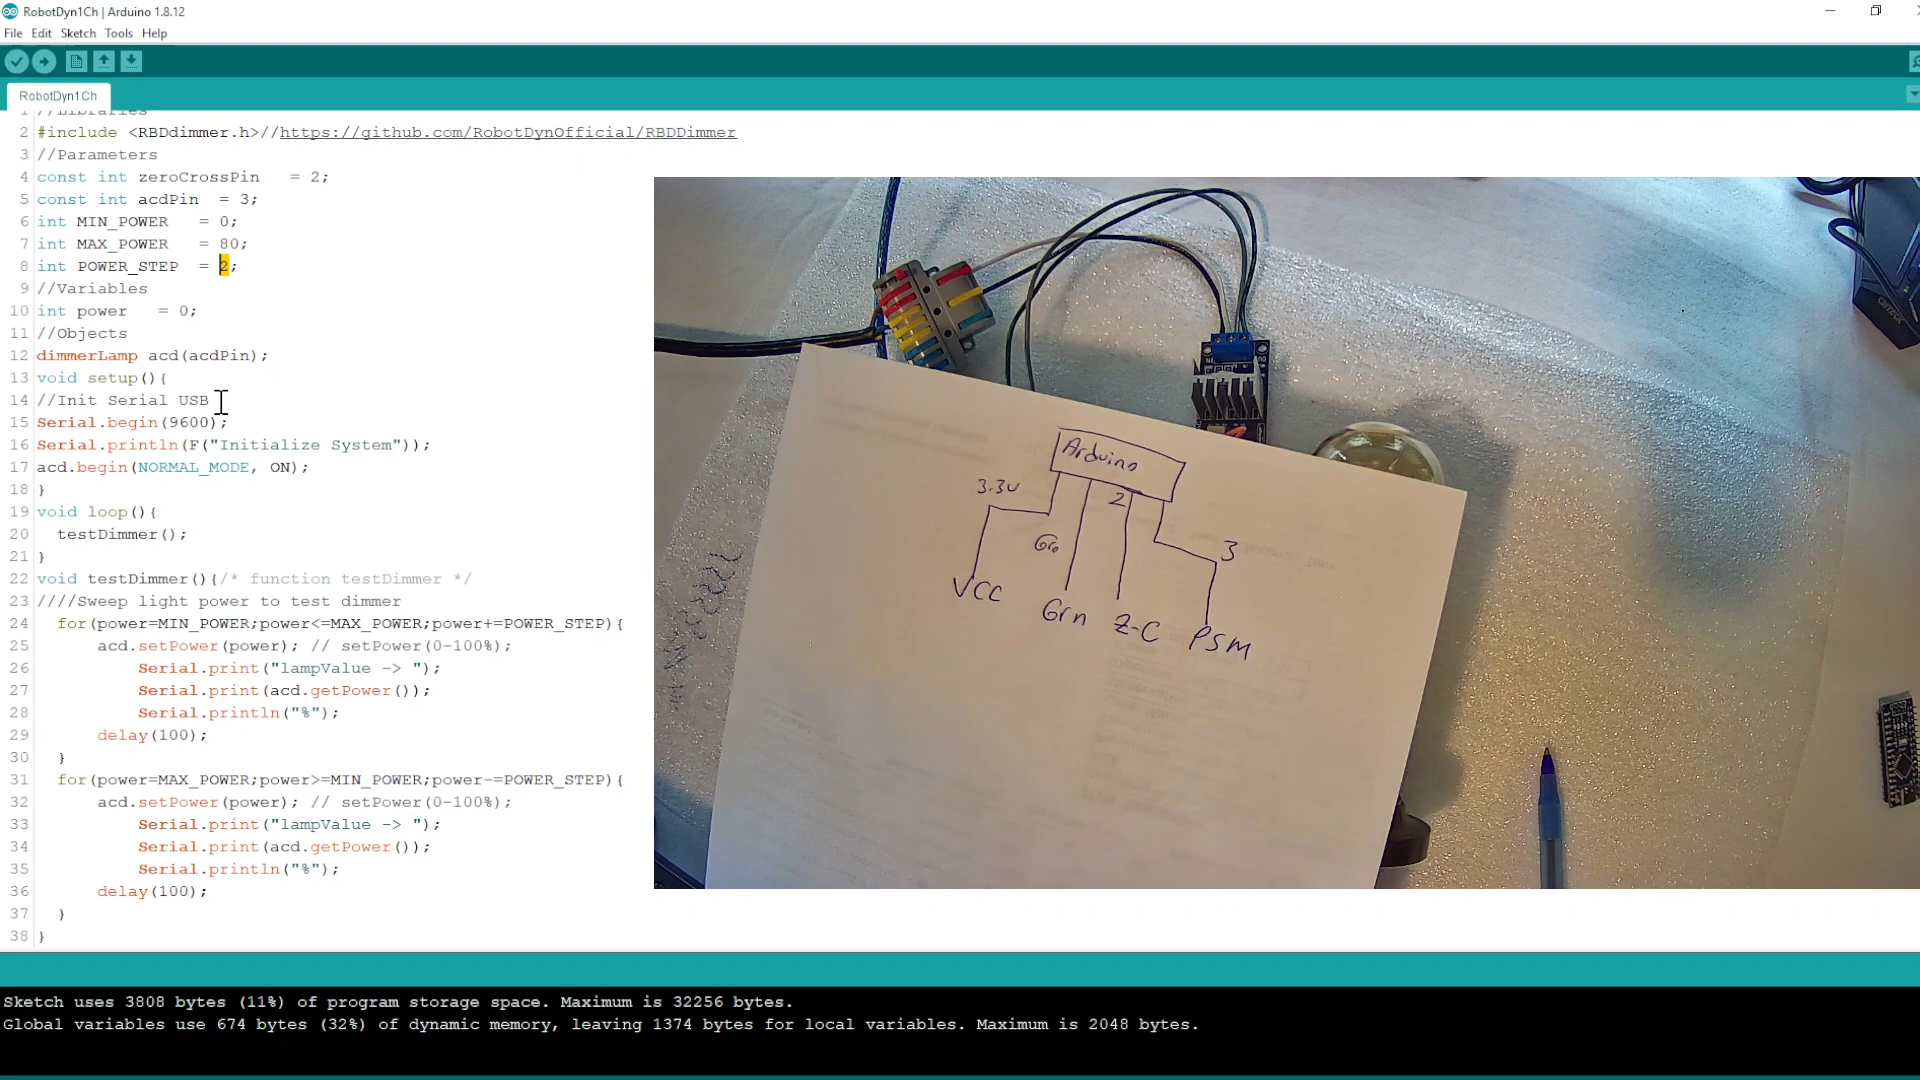 RobotDyn1Ch | Arduino 1.8.12
File Edit Sketch Tools Help
RobotDyn1Ch
1 //Libraries
2 #include <RBDdimmer.h>//https://github.com/RobotDynOfficial/RBDDimmer
3 //Parameters
4 const int zeroCrossPin = 2;
5 const int acdPin = 3;
6 int MIN_POWER = 0;
7 int MAX_POWER = 80;
8 int POWER_STEP = 2;
9 //Variables
10 int power = 0;
11 //Objects
12 dimmerLamp acd(acdPin);
13 void setup(){
14 //Init Serial USB
15 Serial.begin(9600);
16 Serial.println(F("Initialize System"));
17 acd.begin(NORMAL_MODE, ON);
18 }
19 void loop(){
20 testDimmer();
21 }
22 void testDimmer(){/* function testDimmer */
23 ////Sweep light power to test dimmer
24 for(power=MIN_POWER;power<=MAX_POWER;power+=POWER_STEP){
25 acd.setPower(power); // setPower(0-100%);
26 Serial.print("lampValue -> ");
27 Serial.print(acd.getPower());
28 Serial.println("%");
29 delay(100);
30 }
31 for(power=MAX_POWER;power>=MIN_POWER;power-=POWER_STEP){
32 acd.setPower(power); // setPower(0-100%);
33 Serial.print("lampValue -> ");
34 Serial.print(acd.getPower());
35 Serial.println("%");
36 delay(100);
37 }
38 }
Arduino
3.3V
2
3
VCC
Grn
Z-C
PSM
Sketch uses 3808 bytes (11%) of program storage space. Maximum is 32256 bytes.
Global variables use 674 bytes (32%) of dynamic memory, leaving 1374 bytes for local variables. Maximum is 2048 bytes.